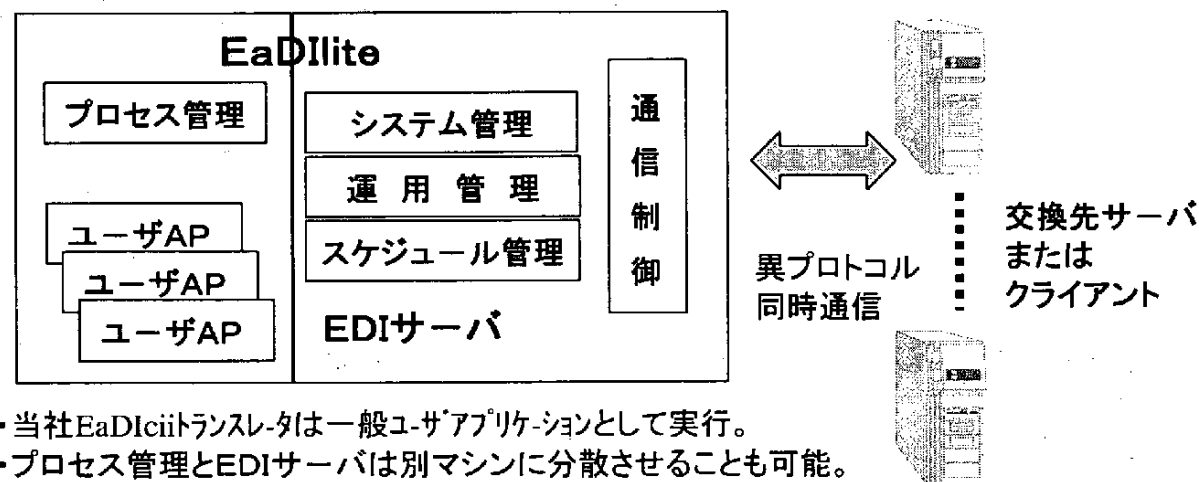 EaDIlite
プロセス管理
ユーザAP
ユーザAP
ユーザAP
システム管理
運用管理
スケジュール管理
EDIサーバ
通信制御
異プロトコル
同時通信
交換先サーバ
または
クライアント
・当社EaDIciiトランスレータは一般ユーザアプリケーションとして実行。
・プロセス管理とEDIサーバは別マシンに分散させることも可能。